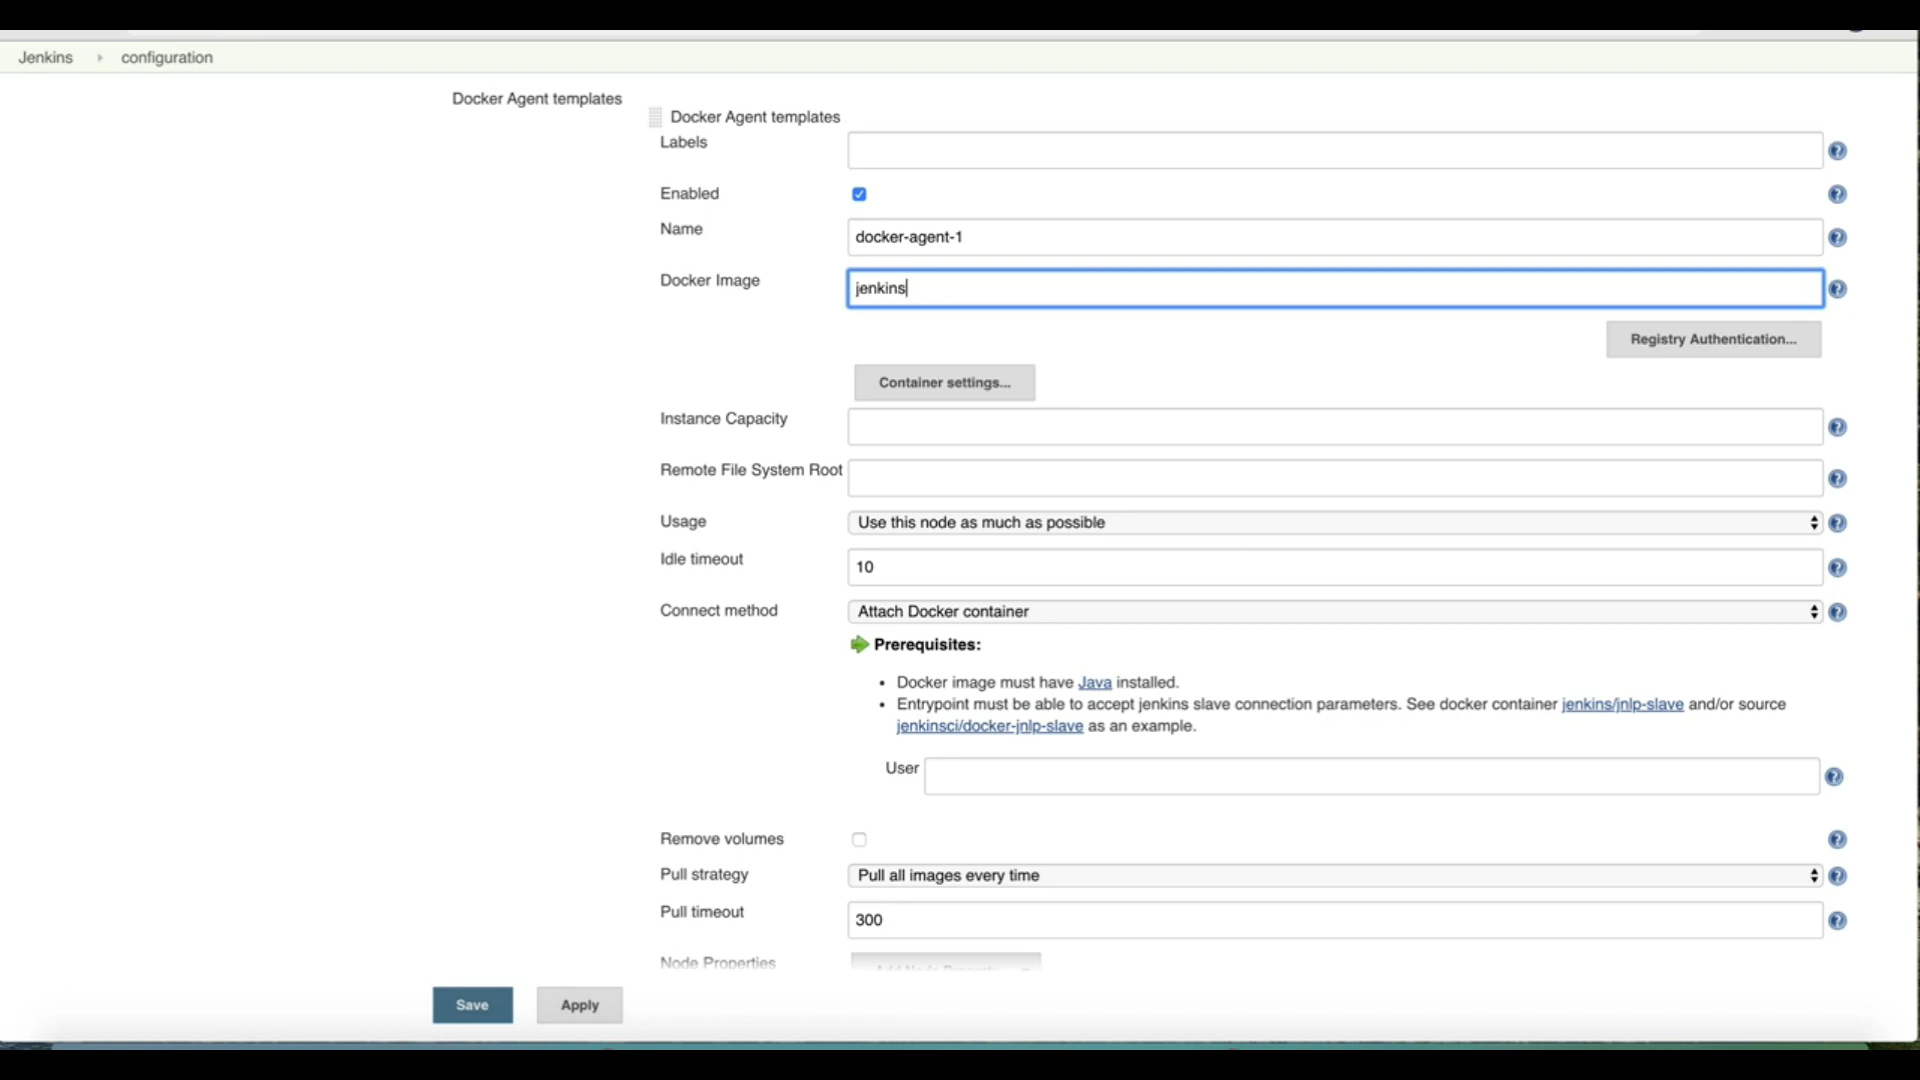 Jenkins configuration
Docker Agent templates
Docker Agent templates
Labels
Enabled
Name
docker-agent-1
Docker Image
jenkins
Registry Authentication...
Container settings...
Instance Capacity
Remote File System Root
Usage
Use this node as much as possible
Idle timeout
10
Connect method
Attach Docker container
Prerequisites:
• Docker image must have Java installed.
• Entrypoint must be able to accept jenkins slave connection parameters. See docker container jenkins/jnlp-slave and/or source
jenkinsci/docker-jnlp-slave as an example.
User
Remove volumes
Pull strategy
Pull all images every time
Pull timeout
300
Node Properties
Save
Apply